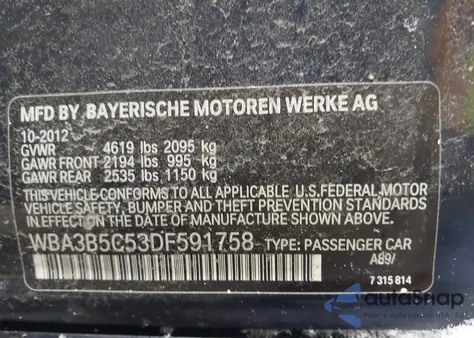 MFD BY BAYERISCHE MOTOREN WERKE AG
10-2012
GVWR 4619 lbs 2095 kg
GAWR FRONT 2194 lbs 995 kg
GAWR REAR 2535 lbs 1150 kg
THIS VEHICLE CONFORMS TO ALL APPLICABLE U.S.FEDERAL MOTOR
VEHICLE SAFETY, BUMPER AND THEFT PREVENTION STANDARDS
IN EFFECT ON THE DATE OF MANUFACTURE SHOWN ABOVE.
WBA3B5C53DF591758 TYPE: PASSENGER CAR
A89/
7 315 814
autoSnap